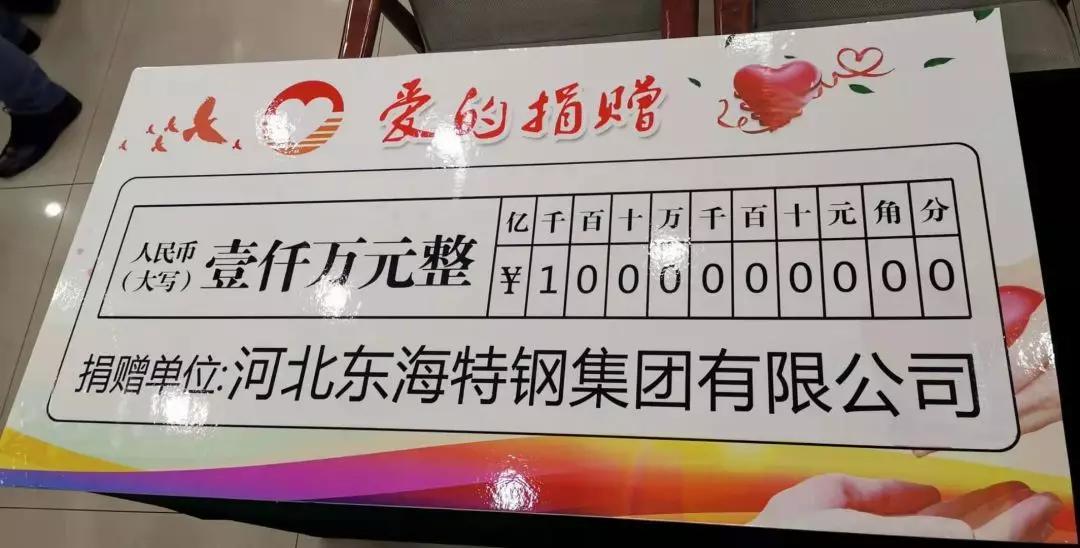 爱的捐赠
人民币
（大写）
壹仟万元整
亿 千 百 十 万 千 百 十 元 角 分
¥ 1 0 0 0 0 0 0 0 0 0
捐赠单位:河北东海特钢集团有限公司